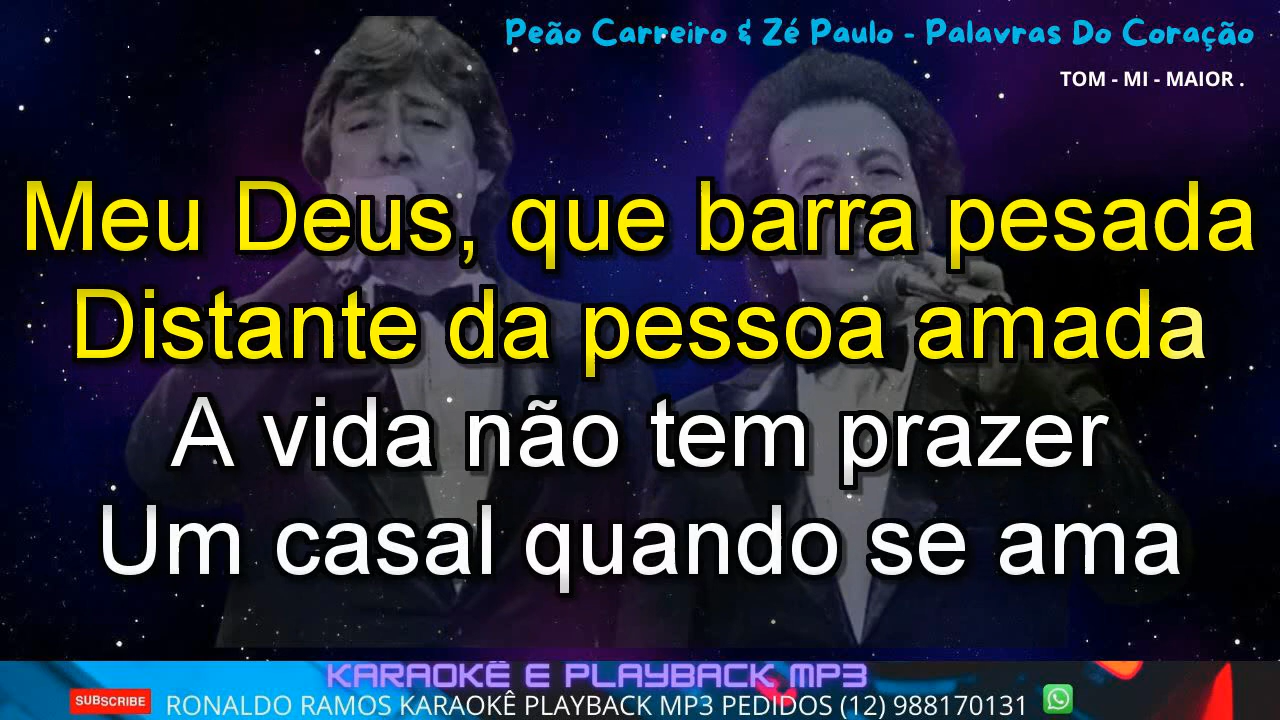 Peão Carreiro & Zé Paulo - Palavras Do Coração
TOM - MI - MAIOR .
Meu Deus, que barra pesada
Distante da pessoa amada
A vida não tem prazer
Um casal quando se ama
KARAOKÊ E PLAYBACK MP3
SUBSCRIBE RONALDO RAMOS KARAOKÊ PLAYBACK MP3 PEDIDOS (12) 988170131